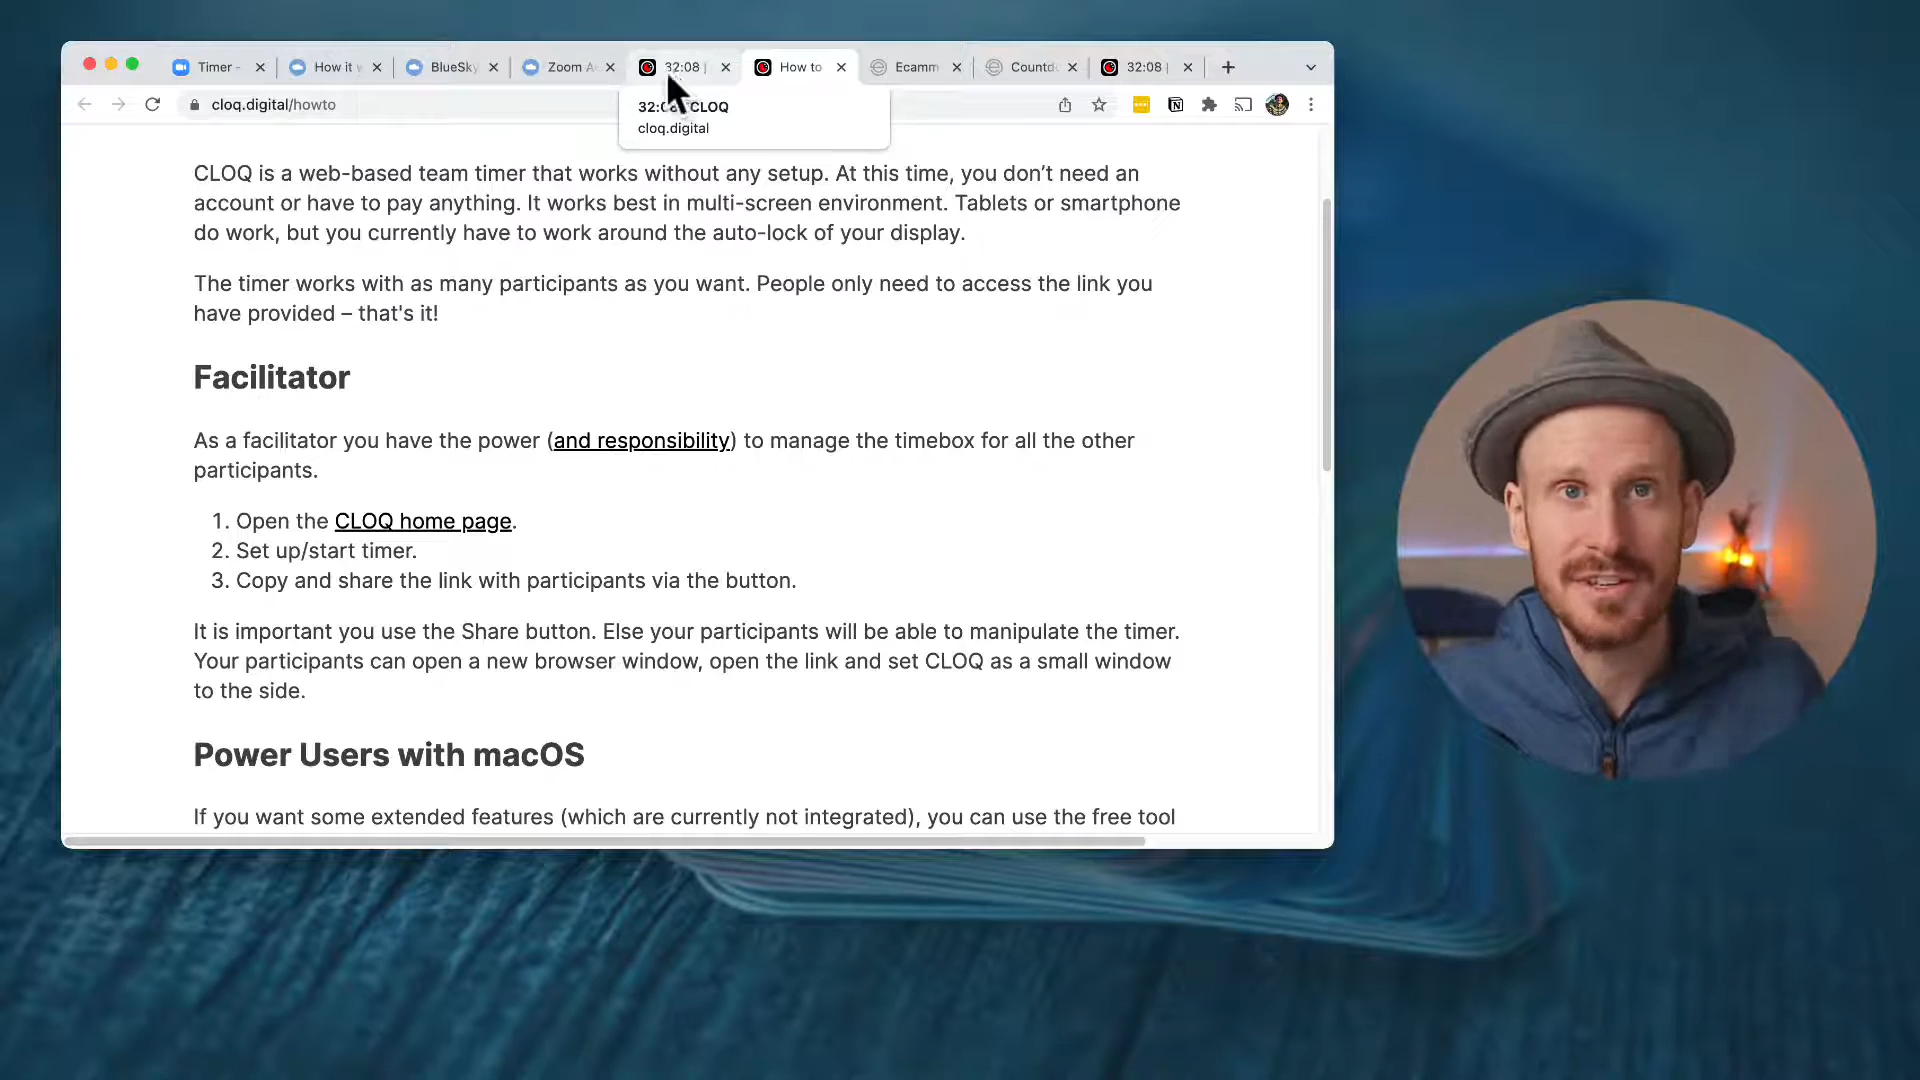 Timer -
How it
BlueSky
Zoom A
32:08 |
How to
Ecamm
Countd
32:08 |
cloq.digital/howto
32:0 CLOQ
cloq.digital
CLOQ is a web-based team timer that works without any setup. At this time, you don’t need an
account or have to pay anything. It works best in multi-screen environment. Tablets or smartphone
do work, but you currently have to work around the auto-lock of your display.
The timer works with as many participants as you want. People only need to access the link you
have provided – that's it!
Facilitator
As a facilitator you have the power (and responsibility) to manage the timebox for all the other
participants.
1. Open the CLOQ home page.
2. Set up/start timer.
3. Copy and share the link with participants via the button.
It is important you use the Share button. Else your participants will be able to manipulate the timer.
Your participants can open a new browser window, open the link and set CLOQ as a small window
to the side.
Power Users with macOS
If you want some extended features (which are currently not integrated), you can use the free tool